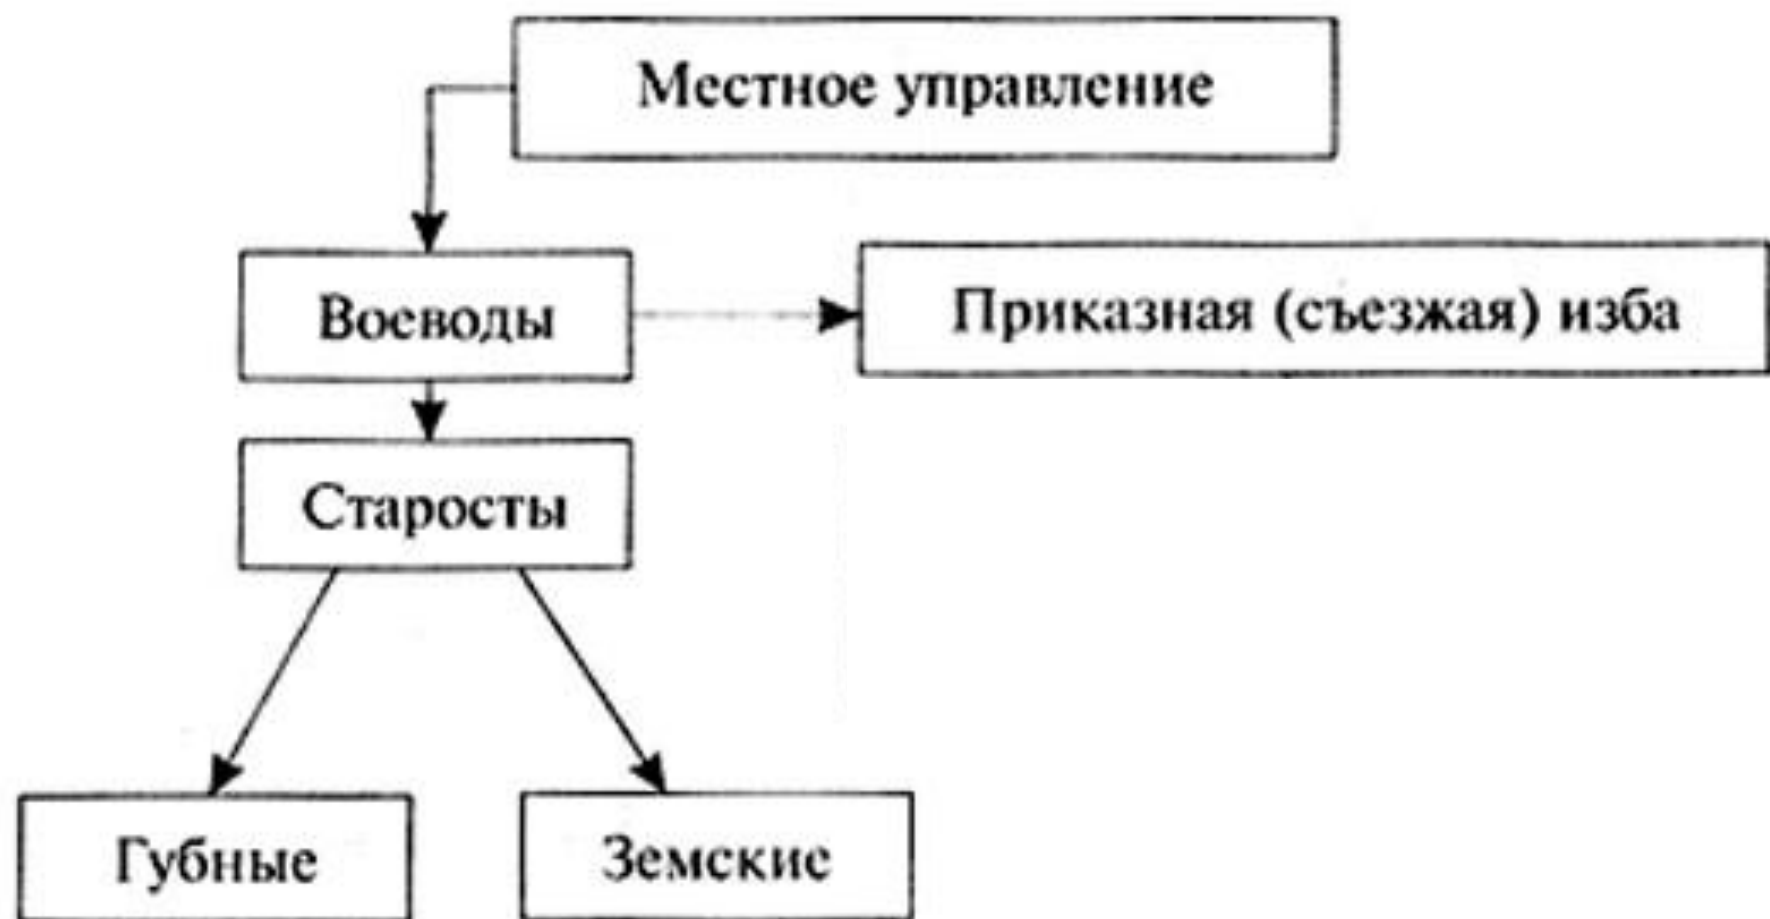 Местное управление
Воеводы
Приказная (съезжая) изба
Старосты
Губные
Земские